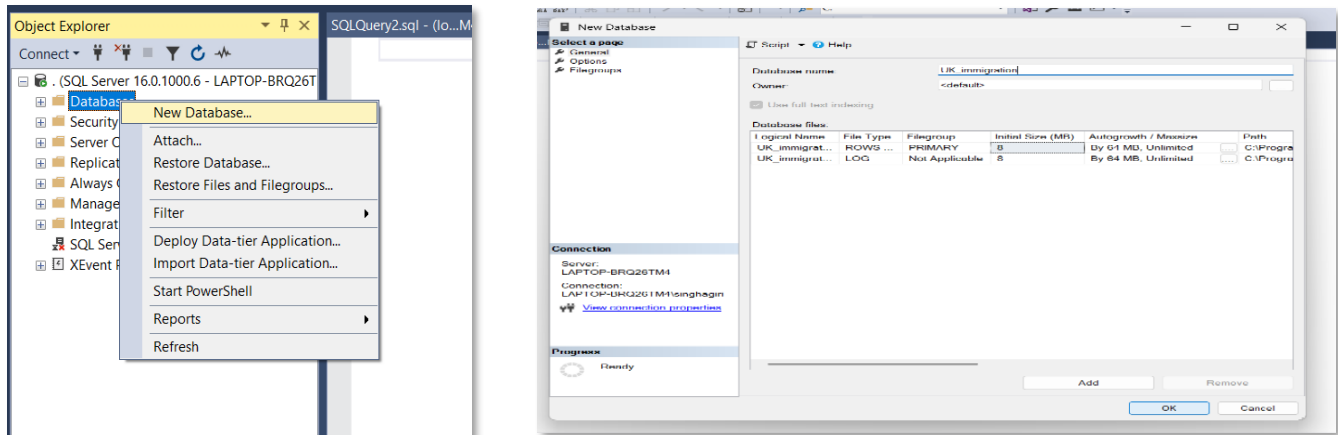 Object Explorer
SQLQuery2.sql - (lo...M
Connect
. (SQL Server 16.0.1000.6 - LAPTOP-BRQ26T
Databases
Security
Server O
Replicat
Always
Manage
Integrat
SQL Ser
XEvent P
New Database...
Attach...
Restore Database...
Restore Files and Filegroups...
Filter
Deploy Data-tier Application...
Import Data-tier Application...
Start PowerShell
Reports
Refresh
New Database
Select a page
General
Options
Filegroups
Script Help
Database name: UK_immigration
Owner: <default>
Use full-text indexing
Database files:
Logical Name File Type Filegroup Initial Size (MB) Autogrowth / Maxsize Path
UK_immigrat... ROWS ... PRIMARY 8 By 64 MB, Unlimited ... C:\Progra
UK_immigrat... LOG Not Applicable 8 By 64 MB, Unlimited ... C:\Progra
Connection
Server:
LAPTOP-BRQ26TM4
Connection:
LAPTOP-BRQ26TM4\singhagin
View connection properties
Progress
Ready
Add Remove
OK Cancel